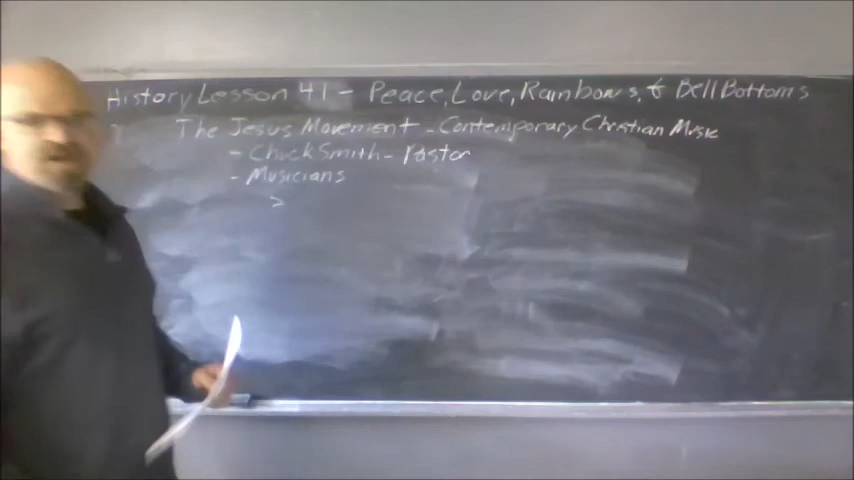 History Lesson 41 - Peace, Love, Rainbows, & Bell Bottoms
The Jesus Movement - Contemporary Christian Music
- Chuck Smith - Pastor
- Musicians
>